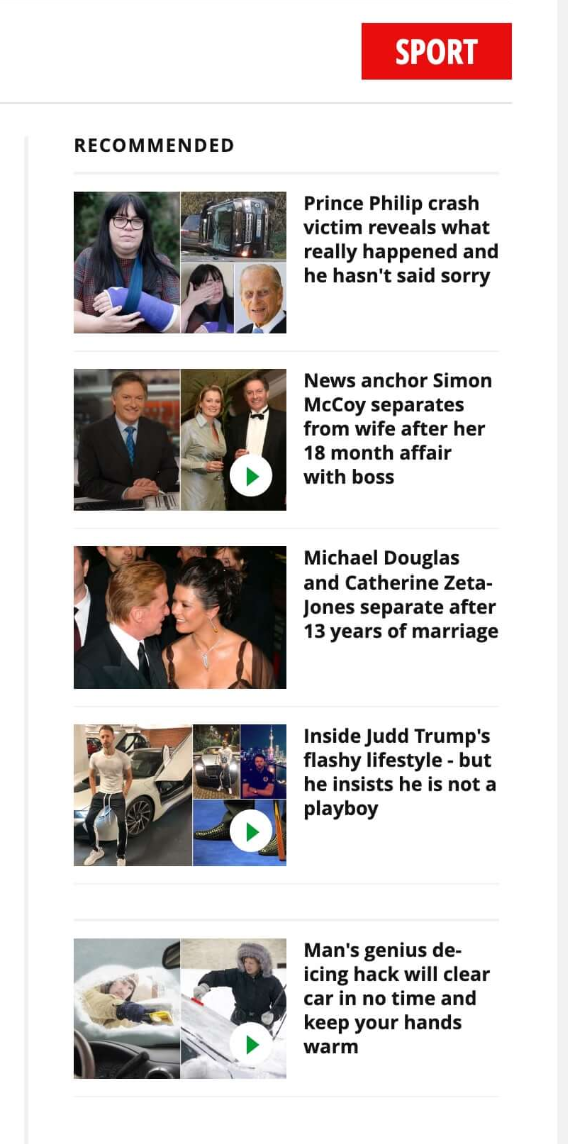 SPORT
RECOMMENDED
Prince Philip crash
victim reveals what
really happened and
he hasn't said sorry
News anchor Simon
McCoy separates
from wife after her
18 month affair
with boss
Michael Douglas
and Catherine Zeta-
Jones separate after
13 years of marriage
Inside Judd Trump's
flashy lifestyle - but
he insists he is not a
playboy
Man's genius de-
icing hack will clear
car in no time and
keep your hands
warm